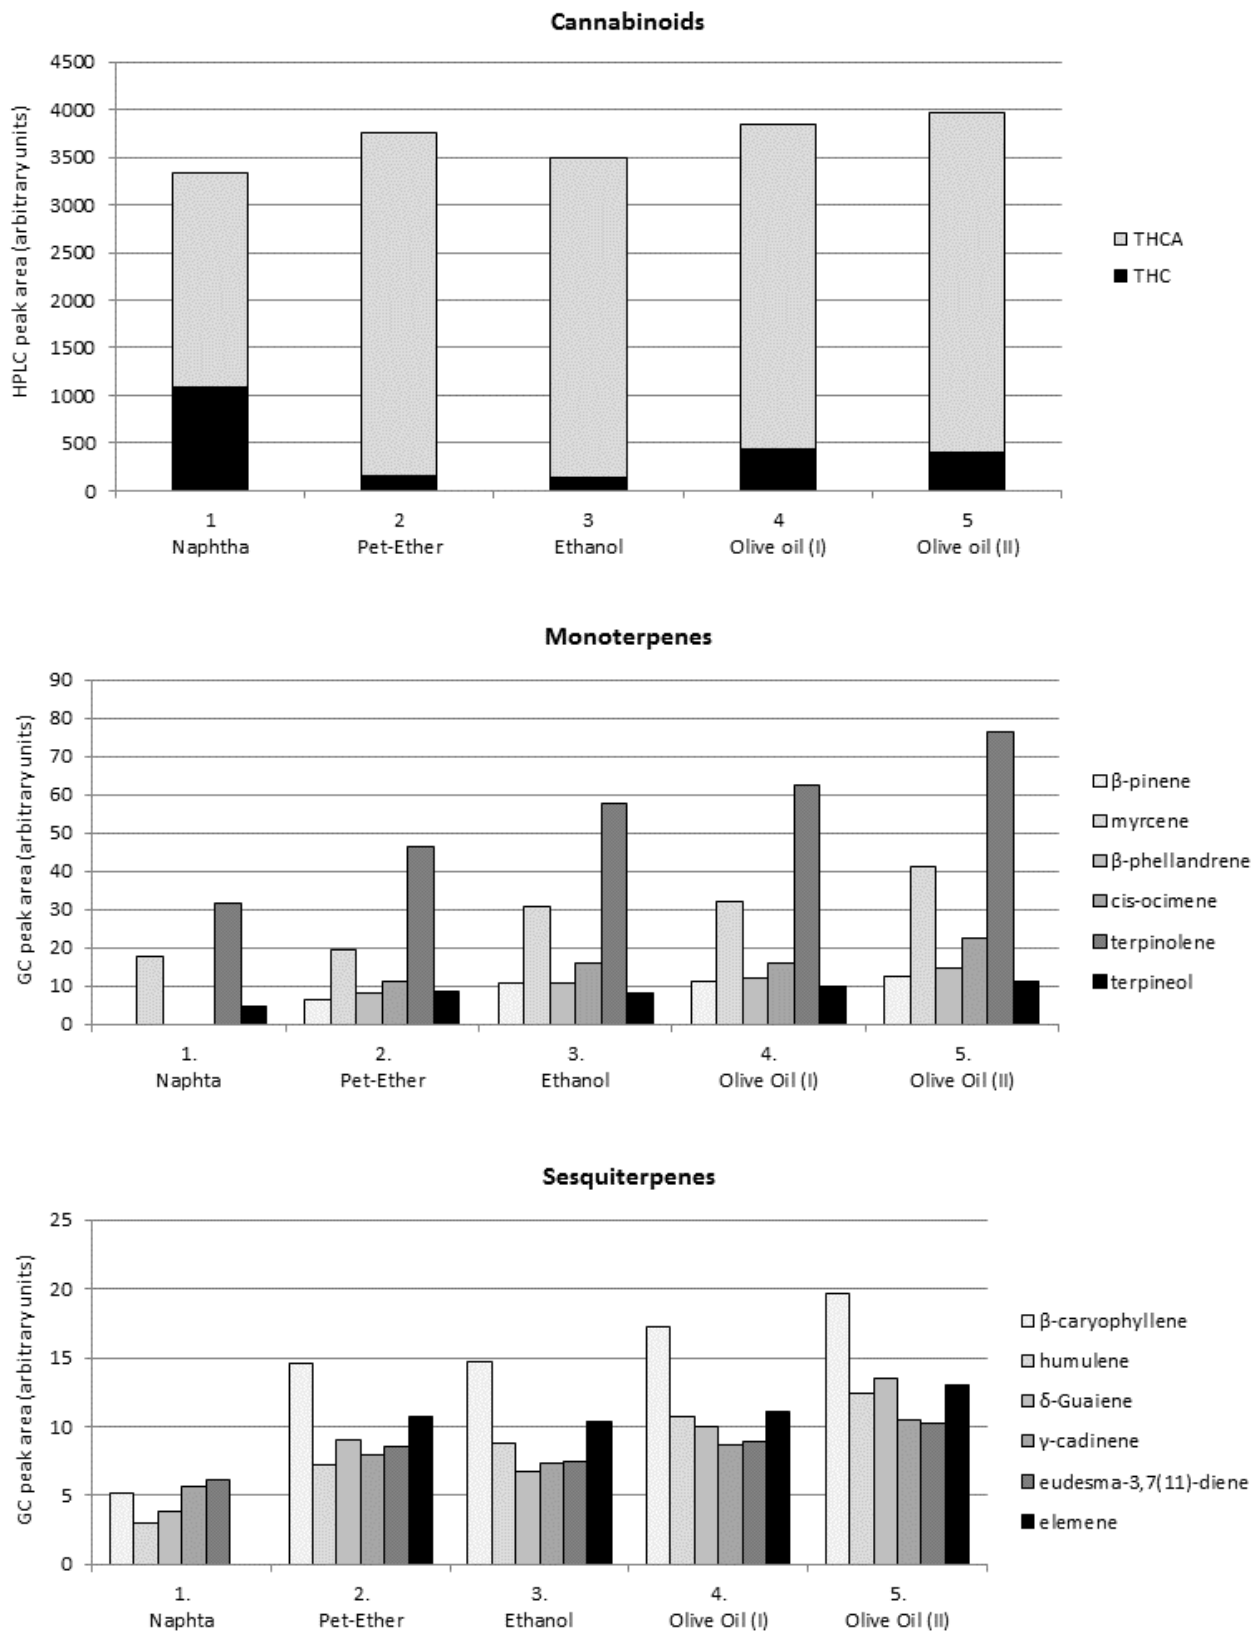 Cannabinoids
HPLC peak area (arbitrary units)
4500
4000
3500
3000
2500
2000
1500
1000
500
0
1
Naphtha
2
Pet-Ether
3
Ethanol
4
Olive oil (I)
5
Olive oil (II)
THCA
THC
Monoterpenes
GC peak area (arbitrary units)
90
80
70
60
50
40
30
20
10
0
1.
Naphta
2.
Pet-Ether
3.
Ethanol
4.
Olive Oil (I)
5.
Olive Oil (II)
β-pinene
myrcene
β-phellandrene
cis-ocimene
terpinolene
terpineol
Sesquiterpenes
GC peak area (arbitrary units)
25
20
15
10
5
0
1.
Naphta
2.
Pet-Ether
3.
Ethanol
4.
Olive Oil (I)
5.
Olive Oil (II)
β-caryophyllene
humulene
δ-Guaiene
γ-cadinene
eudesma-3,7(11)-diene
elemene